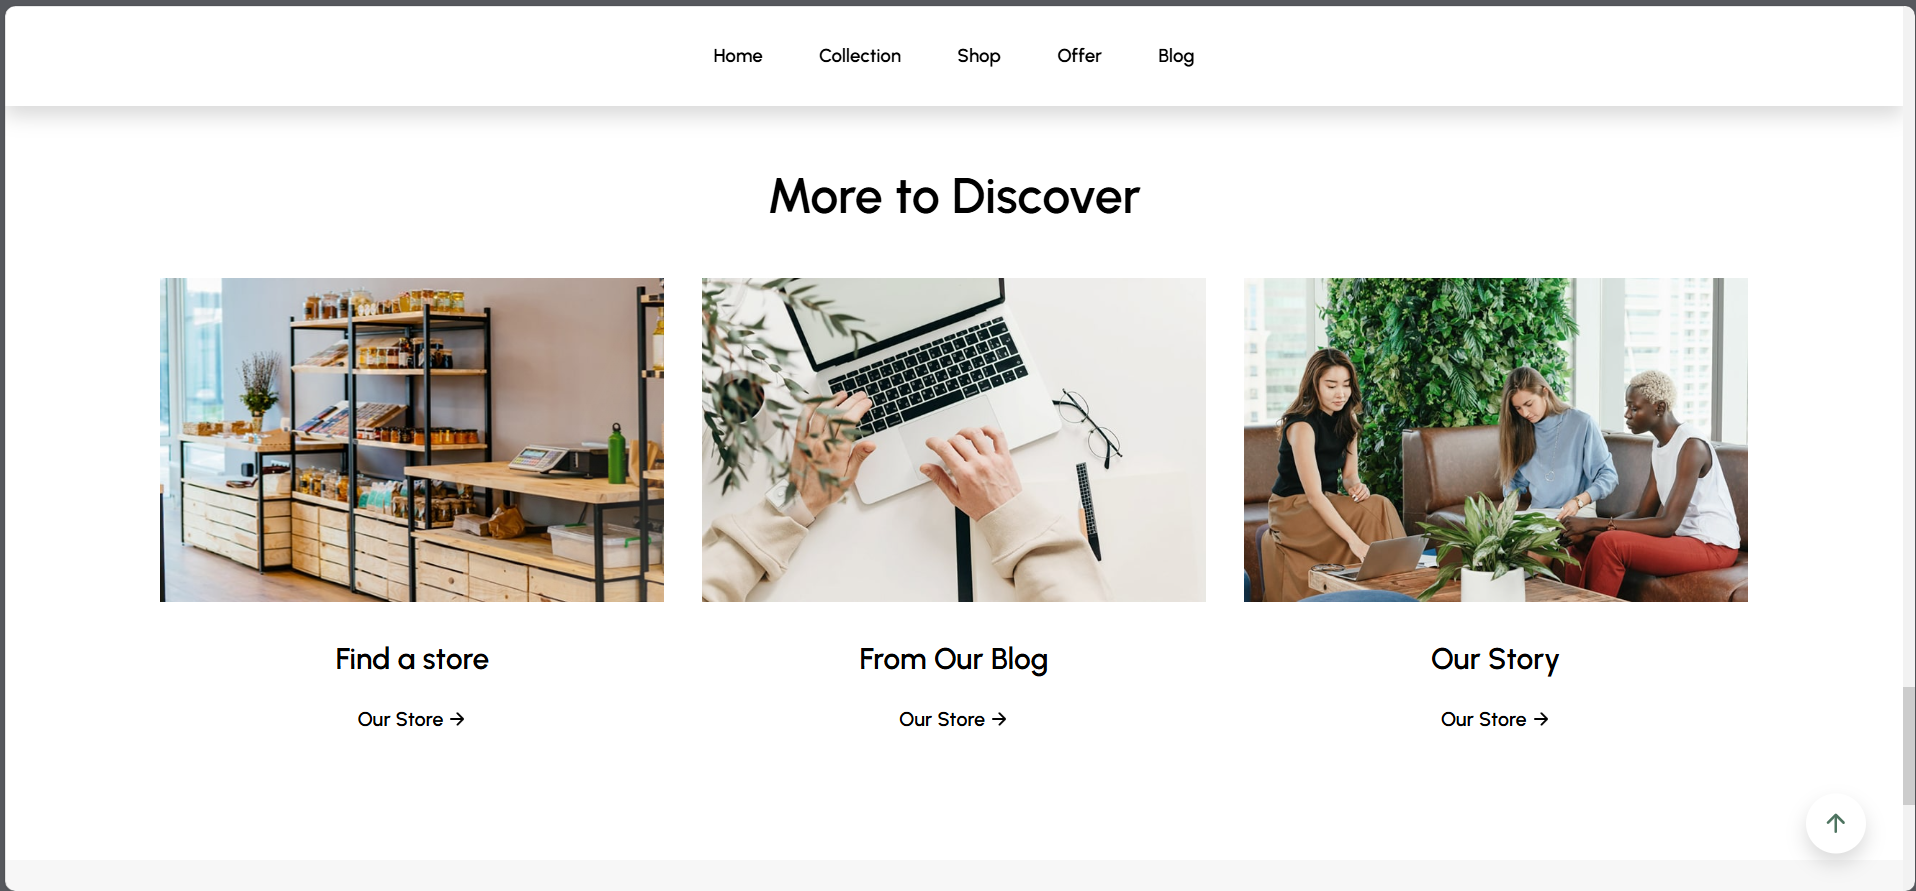 Home Collection Shop Offer Blog
More to Discover
Find a store
Our Store →
From Our Blog
Our Store →
Our Story
Our Store →